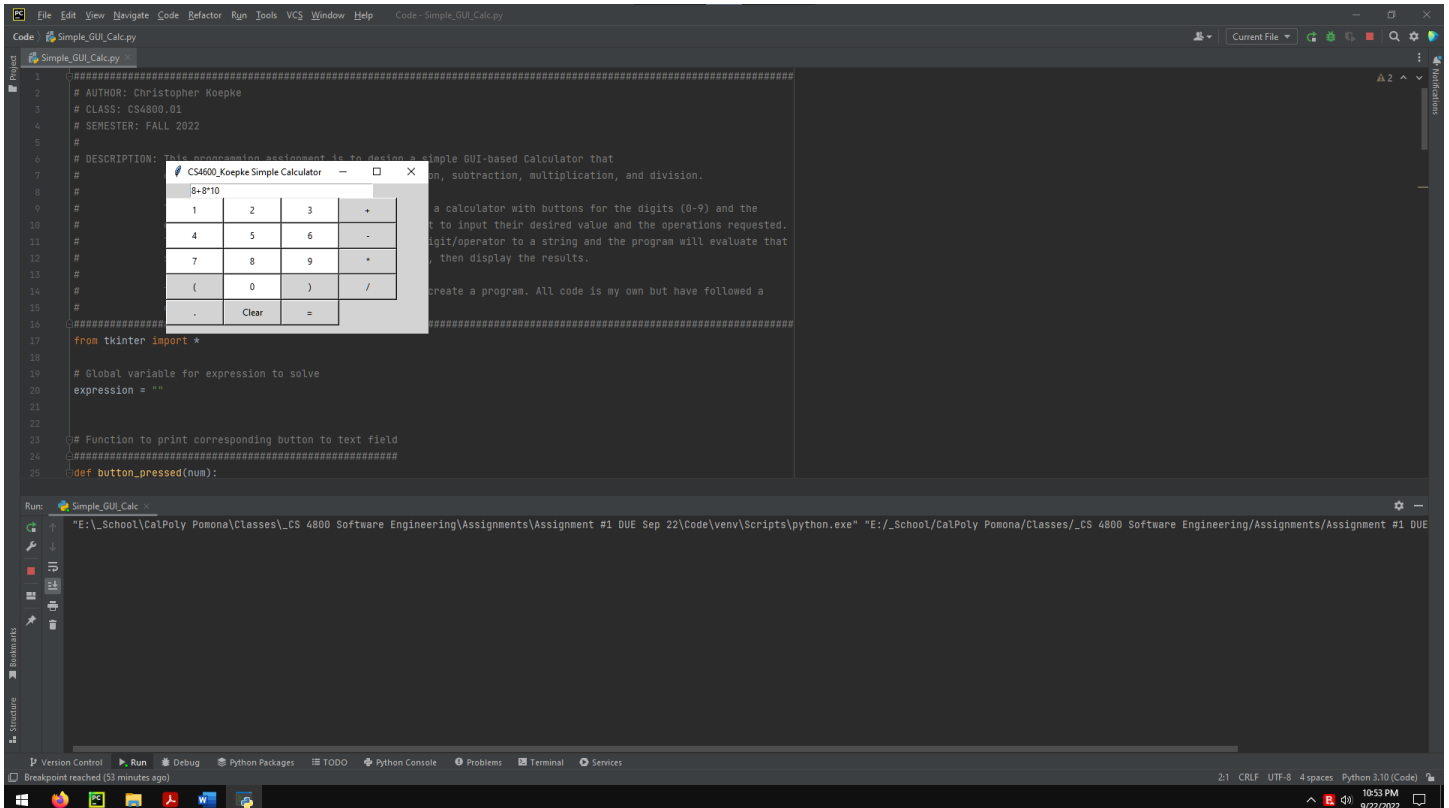 PC File Edit View Navigate Code Refactor Run Tools VCS Window Help Code - Simple_GUI_Calc.py
Code Simple_GUI_Calc.py Current File
Simple_GUI_Calc.py
Project
Notifications
1 ########################################################################################################################
2 # AUTHOR: Christopher Koepke
3 # CLASS: CS4800.01
4 # SEMESTER: FALL 2022
5 #
6 # DESCRIPTION: This programming assignment is to design a simple GUI-based Calculator that
7 # on, subtraction, multiplication, and division.
8 #
9 # a calculator with buttons for the digits (0-9) and the
10 # t to input their desired value and the operations requested.
11 # igit/operator to a string and the program will evaluate that
12 # , then display the results.
13 #
14 # create a program. All code is my own but have followed a
15 #
16 ########################################################################################################################
17 from tkinter import *
18
19 # Global variable for expression to solve
20 expression = ""
21
22
23 # Function to print corresponding button to text field
24 ######################################################
25 def button_pressed(num):
2
CS4600_Koepke Simple Calculator
8+8*10
1 2 3 +
4 5 6 -
7 8 9 *
( 0 ) /
. Clear =
Run: Simple_GUI_Calc
"E:\_School\CalPoly Pomona\Classes\_CS 4800 Software Engineering\Assignments\Assignment #1 DUE Sep 22\Code\venv\Scripts\python.exe" "E:/_School/CalPoly Pomona/Classes/_CS 4800 Software Engineering/Assignments/Assignment #1 DUE
Bookmarks
Structure
Version Control Run Debug Python Packages TODO Python Console Problems Terminal Services
Breakpoint reached (53 minutes ago) 2:1 CRLF UTF-8 4 spaces Python 3.10 (Code)
10:53 PM
9/22/2022